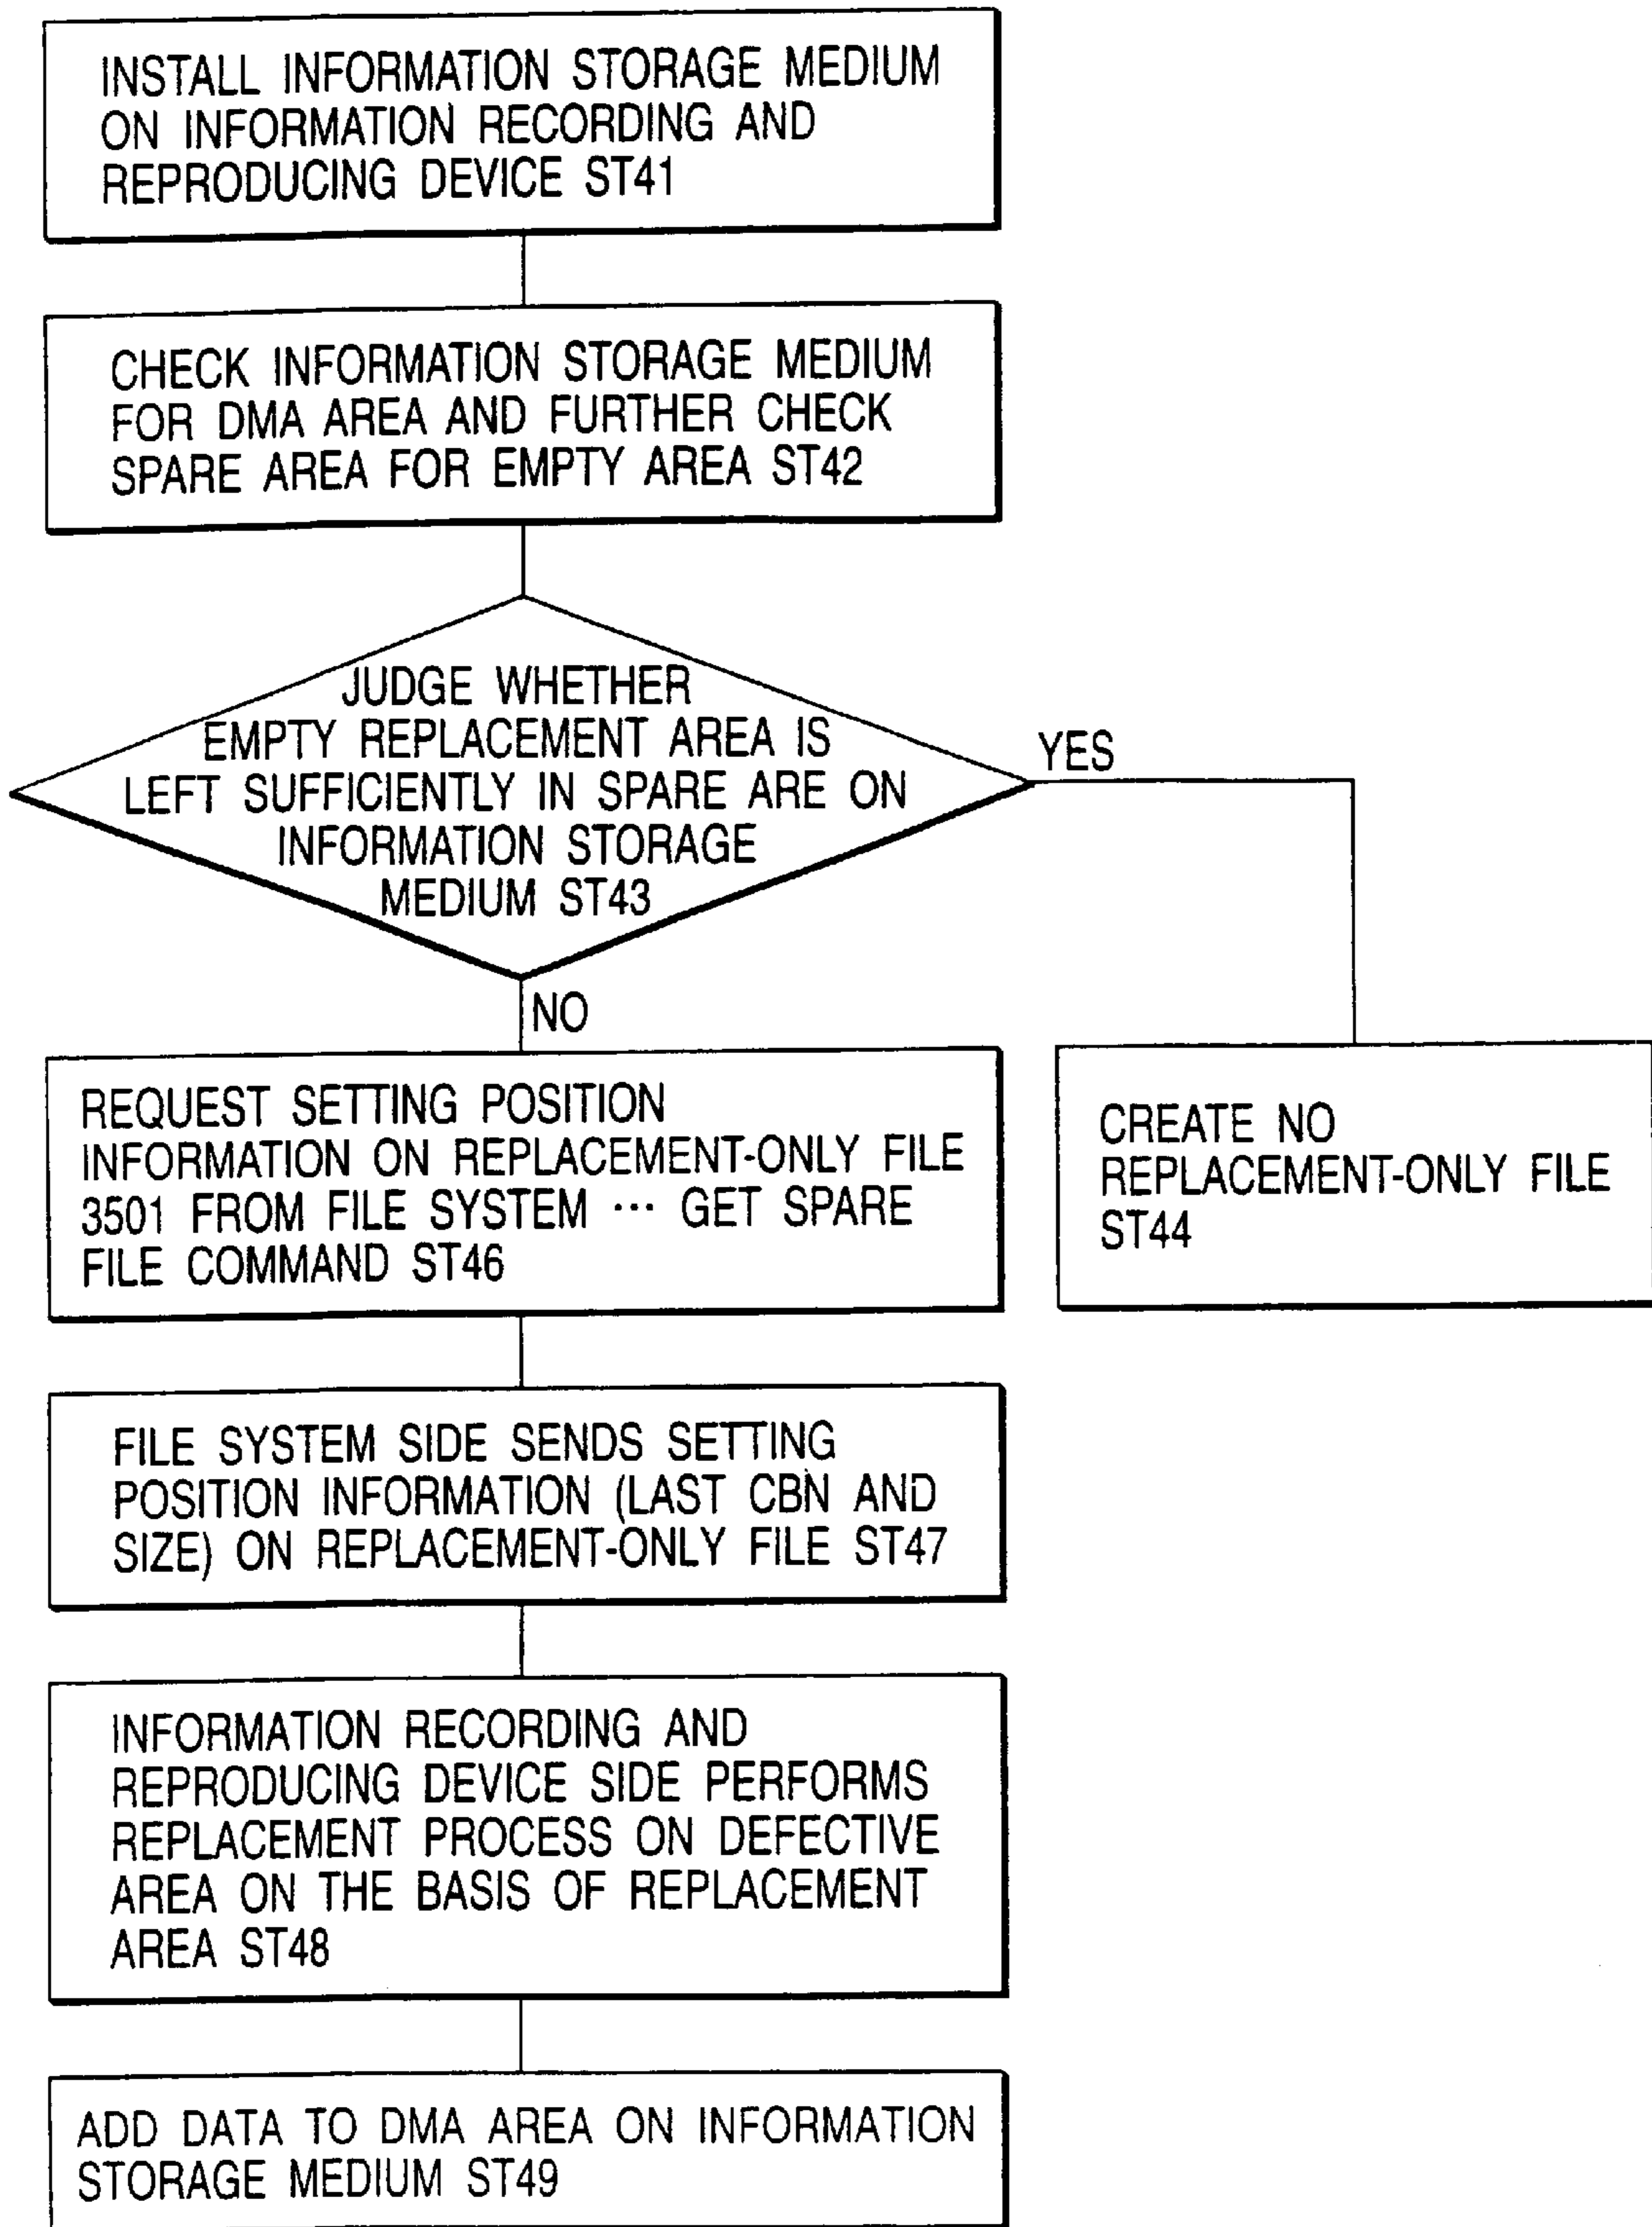 INSTALL INFORMATION STORAGE MEDIUM
ON INFORMATION RECORDING AND
REPRODUCING DEVICE ST41
CHECK INFORMATION STORAGE MEDIUM
FOR DMA AREA AND FURTHER CHECK
SPARE AREA FOR EMPTY AREA ST42
JUDGE WHETHER
EMPTY REPLACEMENT AREA IS
LEFT SUFFICIENTLY IN SPARE ARE ON
INFORMATION STORAGE
MEDIUM ST43
YES
NO
REQUEST SETTING POSITION
INFORMATION ON REPLACEMENT-ONLY FILE
3501 FROM FILE SYSTEM ··· GET SPARE
FILE COMMAND ST46
CREATE NO
REPLACEMENT-ONLY FILE
ST44
FILE SYSTEM SIDE SENDS SETTING
POSITION INFORMATION (LAST CBN AND
SIZE) ON REPLACEMENT-ONLY FILE ST47
INFORMATION RECORDING AND
REPRODUCING DEVICE SIDE PERFORMS
REPLACEMENT PROCESS ON DEFECTIVE
AREA ON THE BASIS OF REPLACEMENT
AREA ST48
ADD DATA TO DMA AREA ON INFORMATION
STORAGE MEDIUM ST49